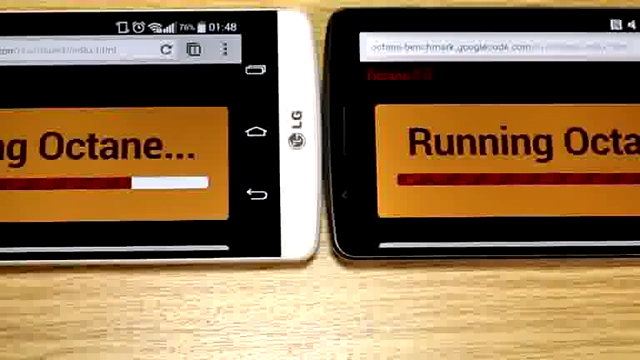 76% 01:48
ng Octane...
LG
octane-benchmark.googlecode.com
Running Octa